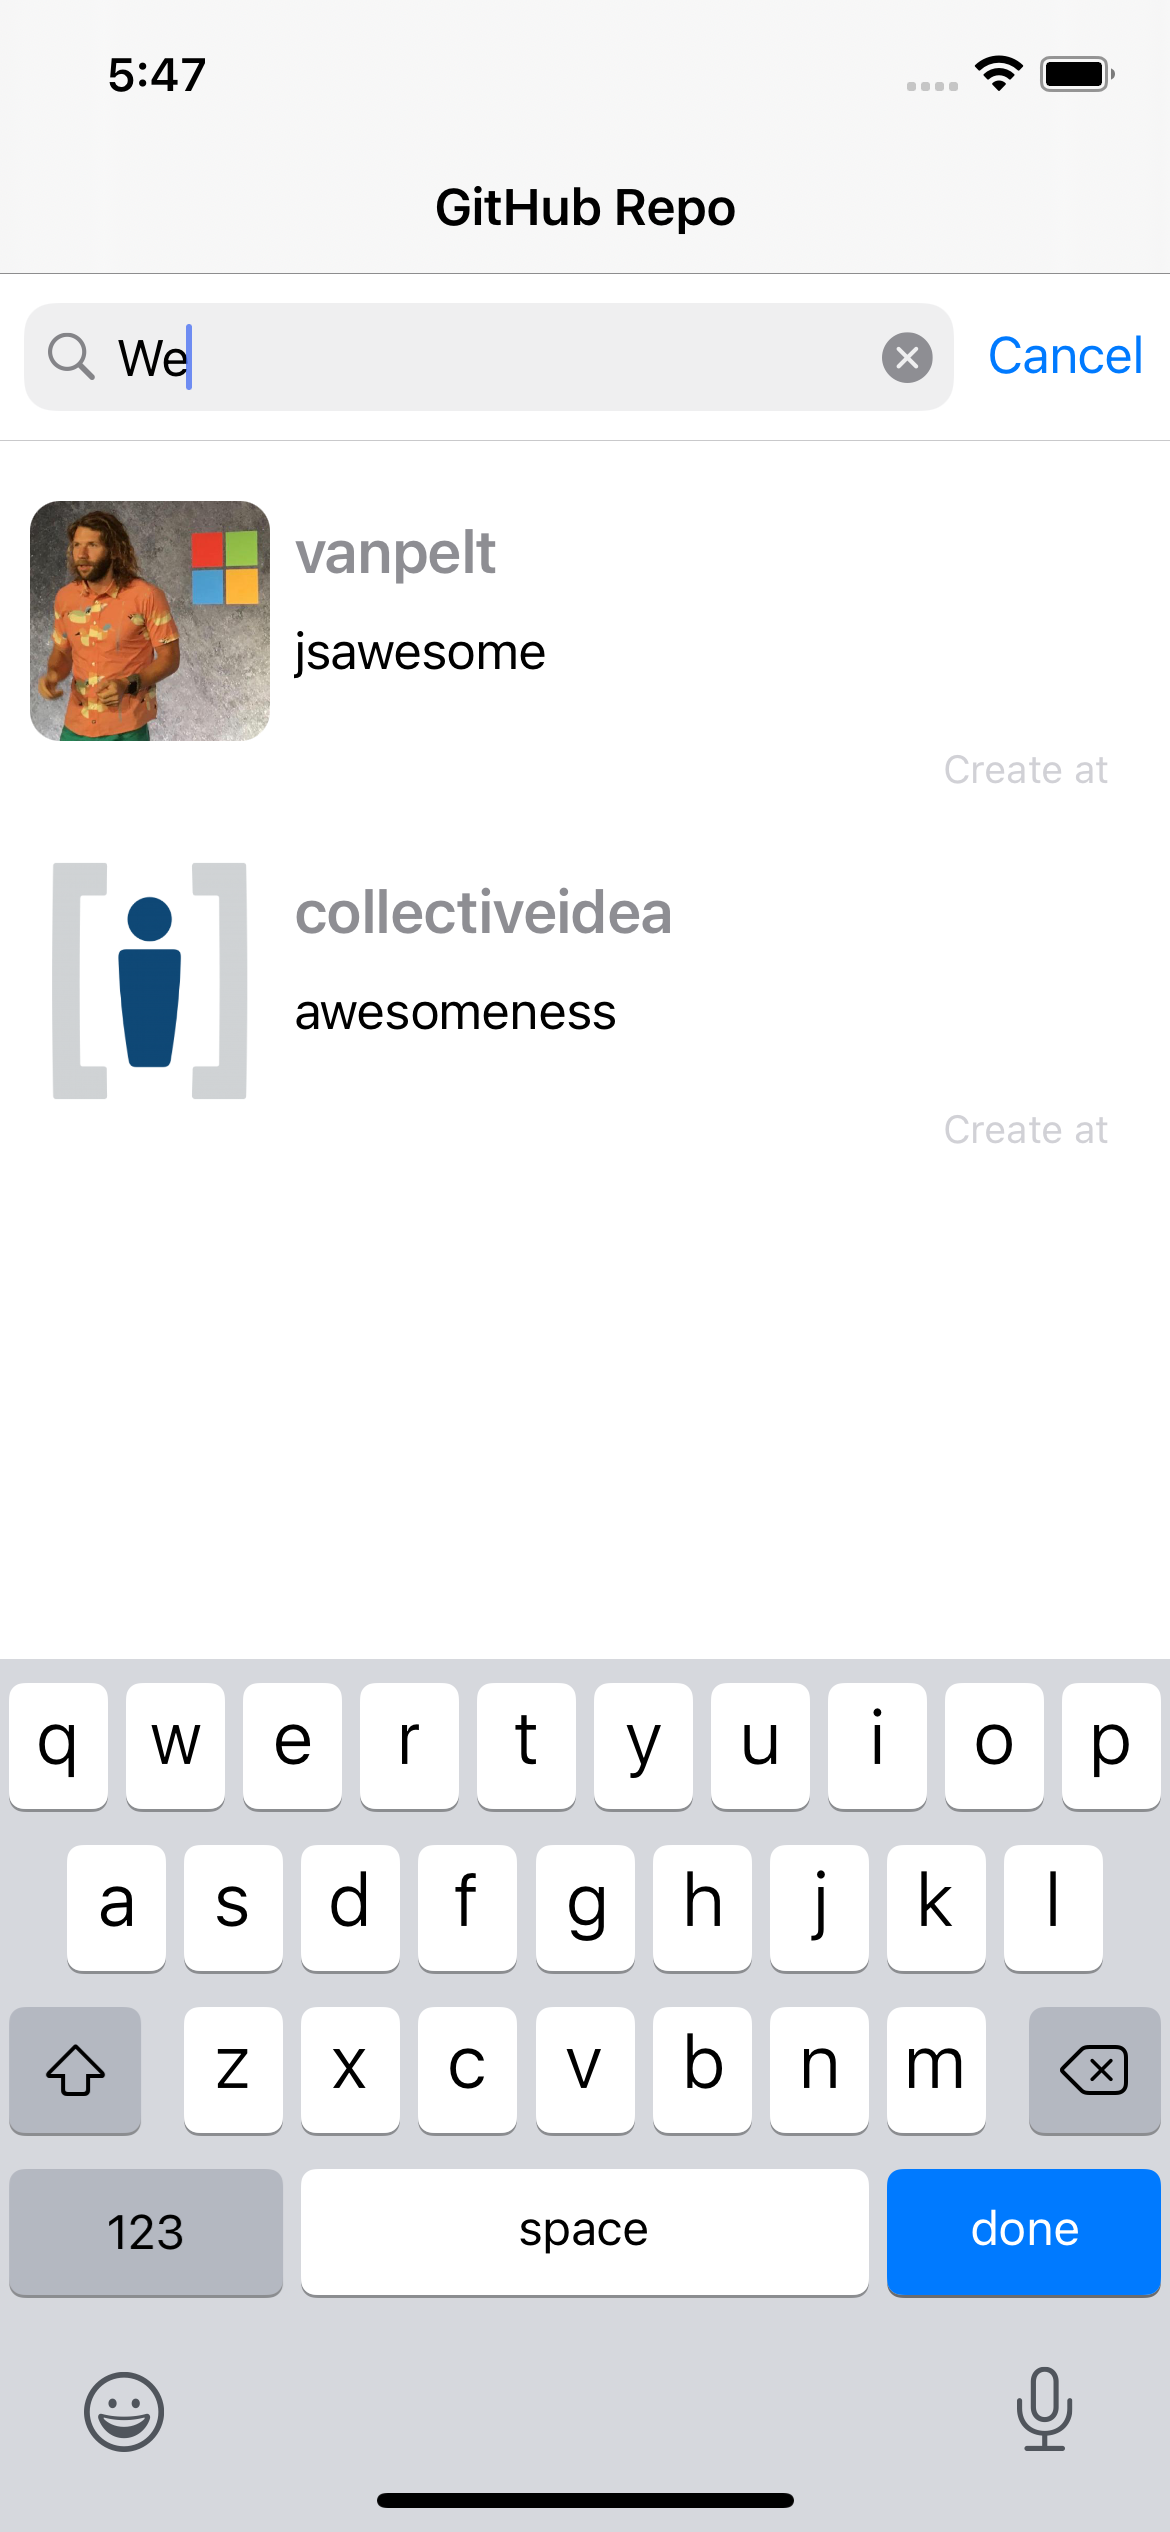 5:47
GitHub Repo
We
Cancel
vanpelt
jsawesome
Create at
collectiveidea
awesomeness
Create at
q w e r t y u i o p
a s d f g h j k l
z x c v b n m
123 space done